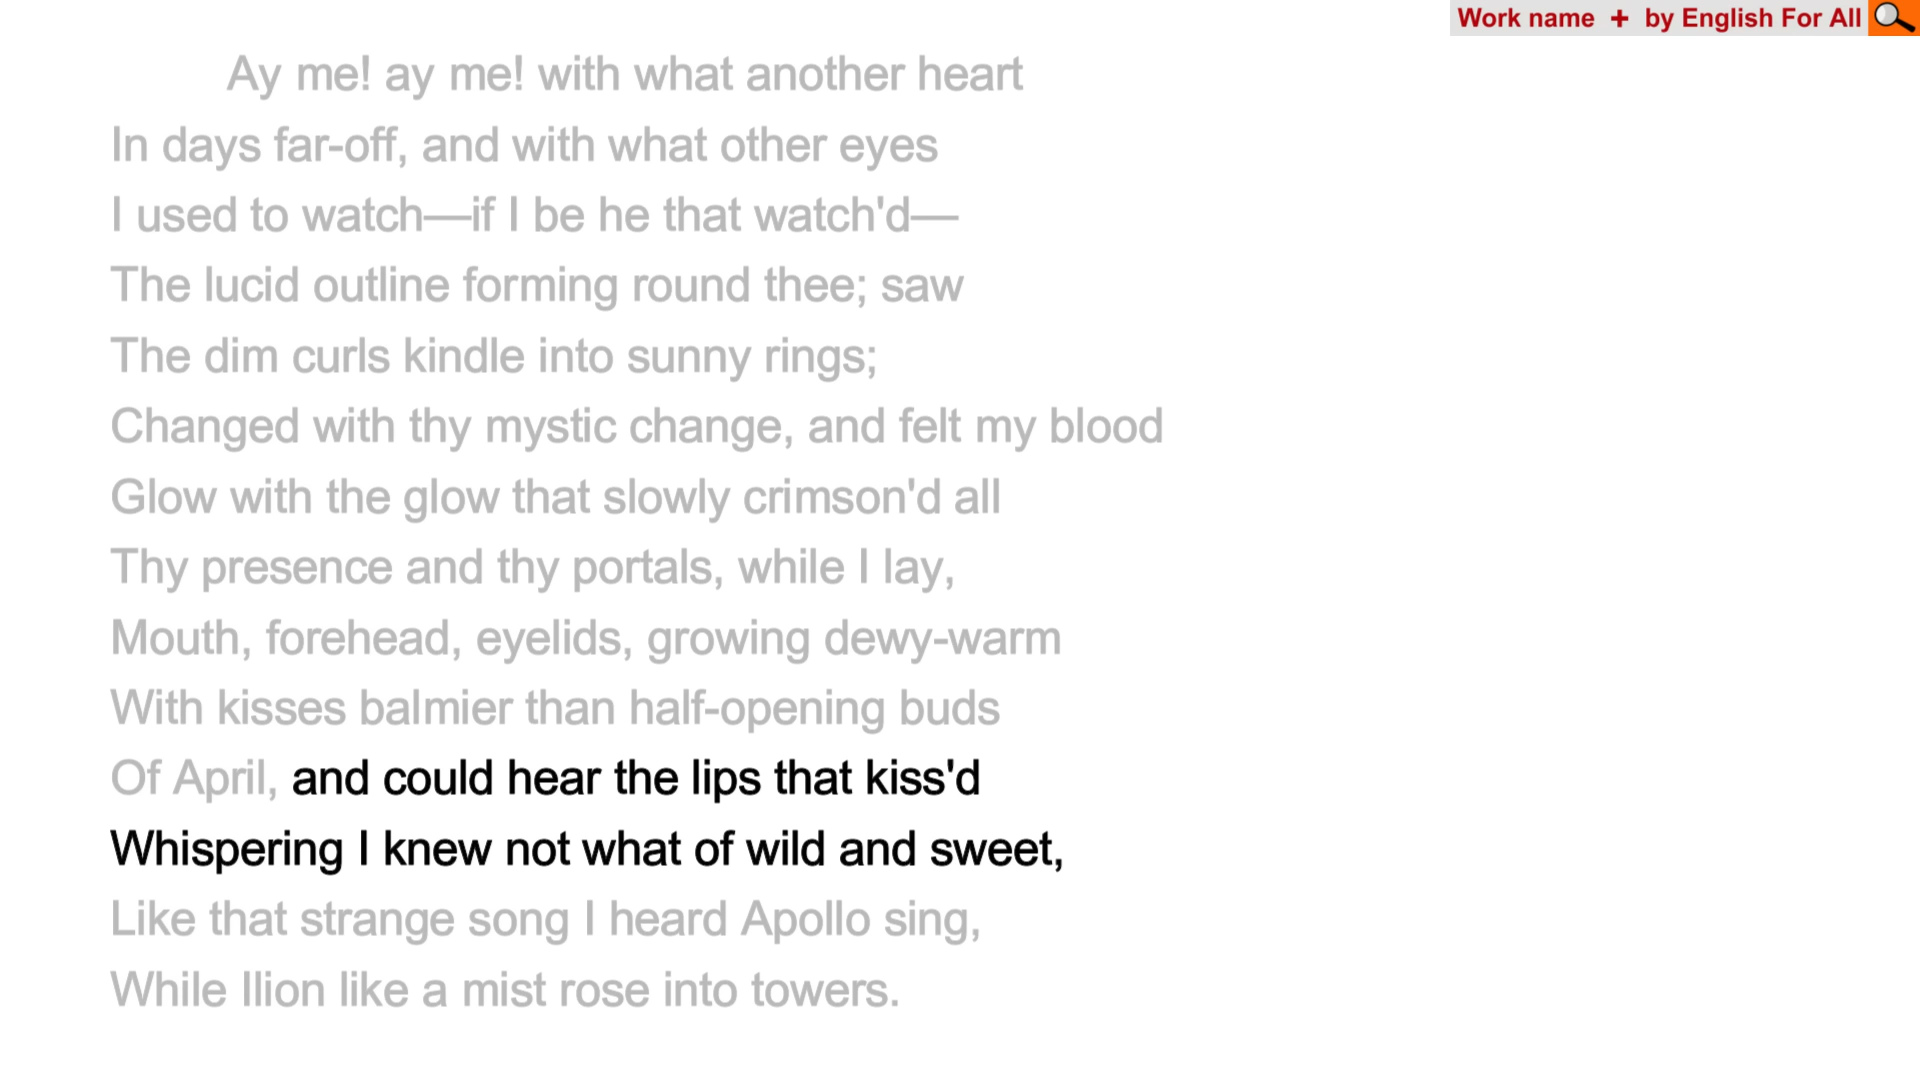 Work name + by English For All
Ay me! ay me! with what another heart
In days far-off, and with what other eyes
I used to watch—if I be he that watch'd—
The lucid outline forming round thee; saw
The dim curls kindle into sunny rings;
Changed with thy mystic change, and felt my blood
Glow with the glow that slowly crimson'd all
Thy presence and thy portals, while I lay,
Mouth, forehead, eyelids, growing dewy-warm
With kisses balmier than half-opening buds
Of April, and could hear the lips that kiss'd
Whispering I knew not what of wild and sweet,
Like that strange song I heard Apollo sing,
While Ilion like a mist rose into towers.